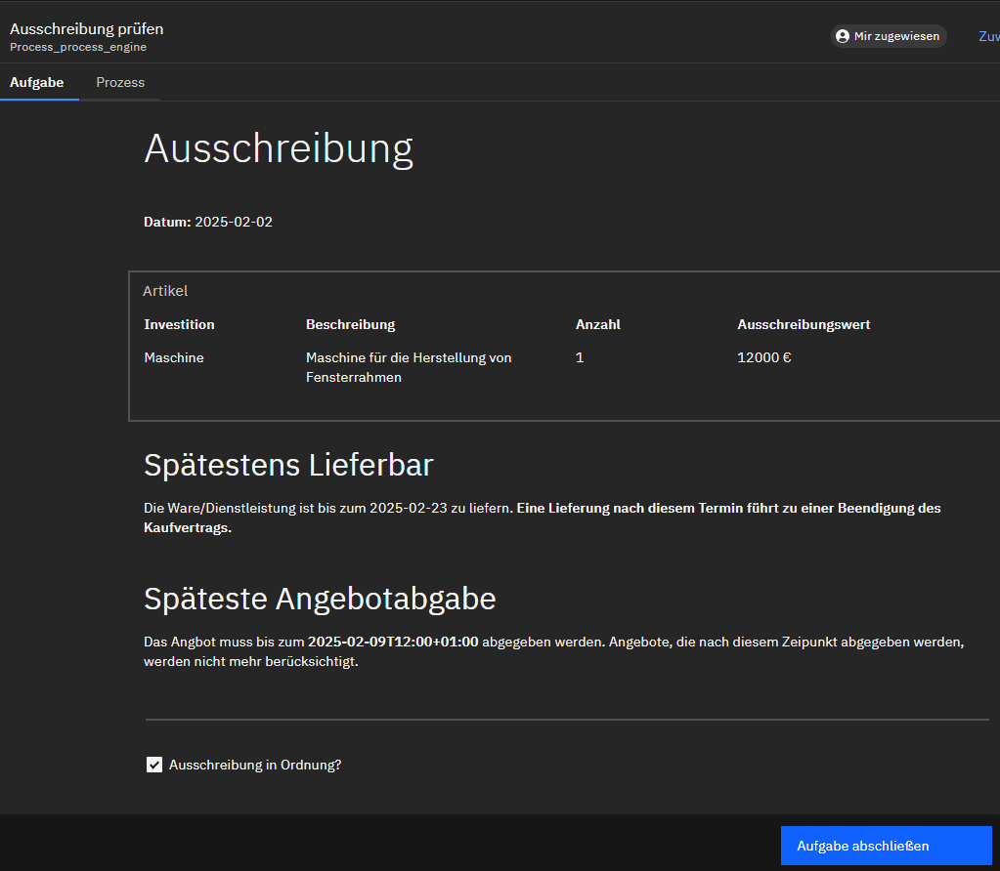 Ausschreibung prüfen
Process_process_engine
Mir zugewiesen
Aufgabe Prozess
Ausschreibung
Datum: 2025-02-02
Artikel
Investition Beschreibung Anzahl Ausschreibungswert
Maschine Maschine für die Herstellung von 1 12000 €
Fensterrahmen
Spätestens Lieferbar
Die Ware/Dienstleistung ist bis zum 2025-02-23 zu liefern. Eine Lieferung nach diesem Termin führt zu einer Beendigung des
Kaufvertrags.
Späteste Angebotabgabe
Das Angbot muss bis zum 2025-02-09T12:00+01:00 abgegeben werden. Angebote, die nach diesem Zeipunkt abgegeben werden,
werden nicht mehr berücksichtigt.
Ausschreibung in Ordnung?
Aufgabe abschließen